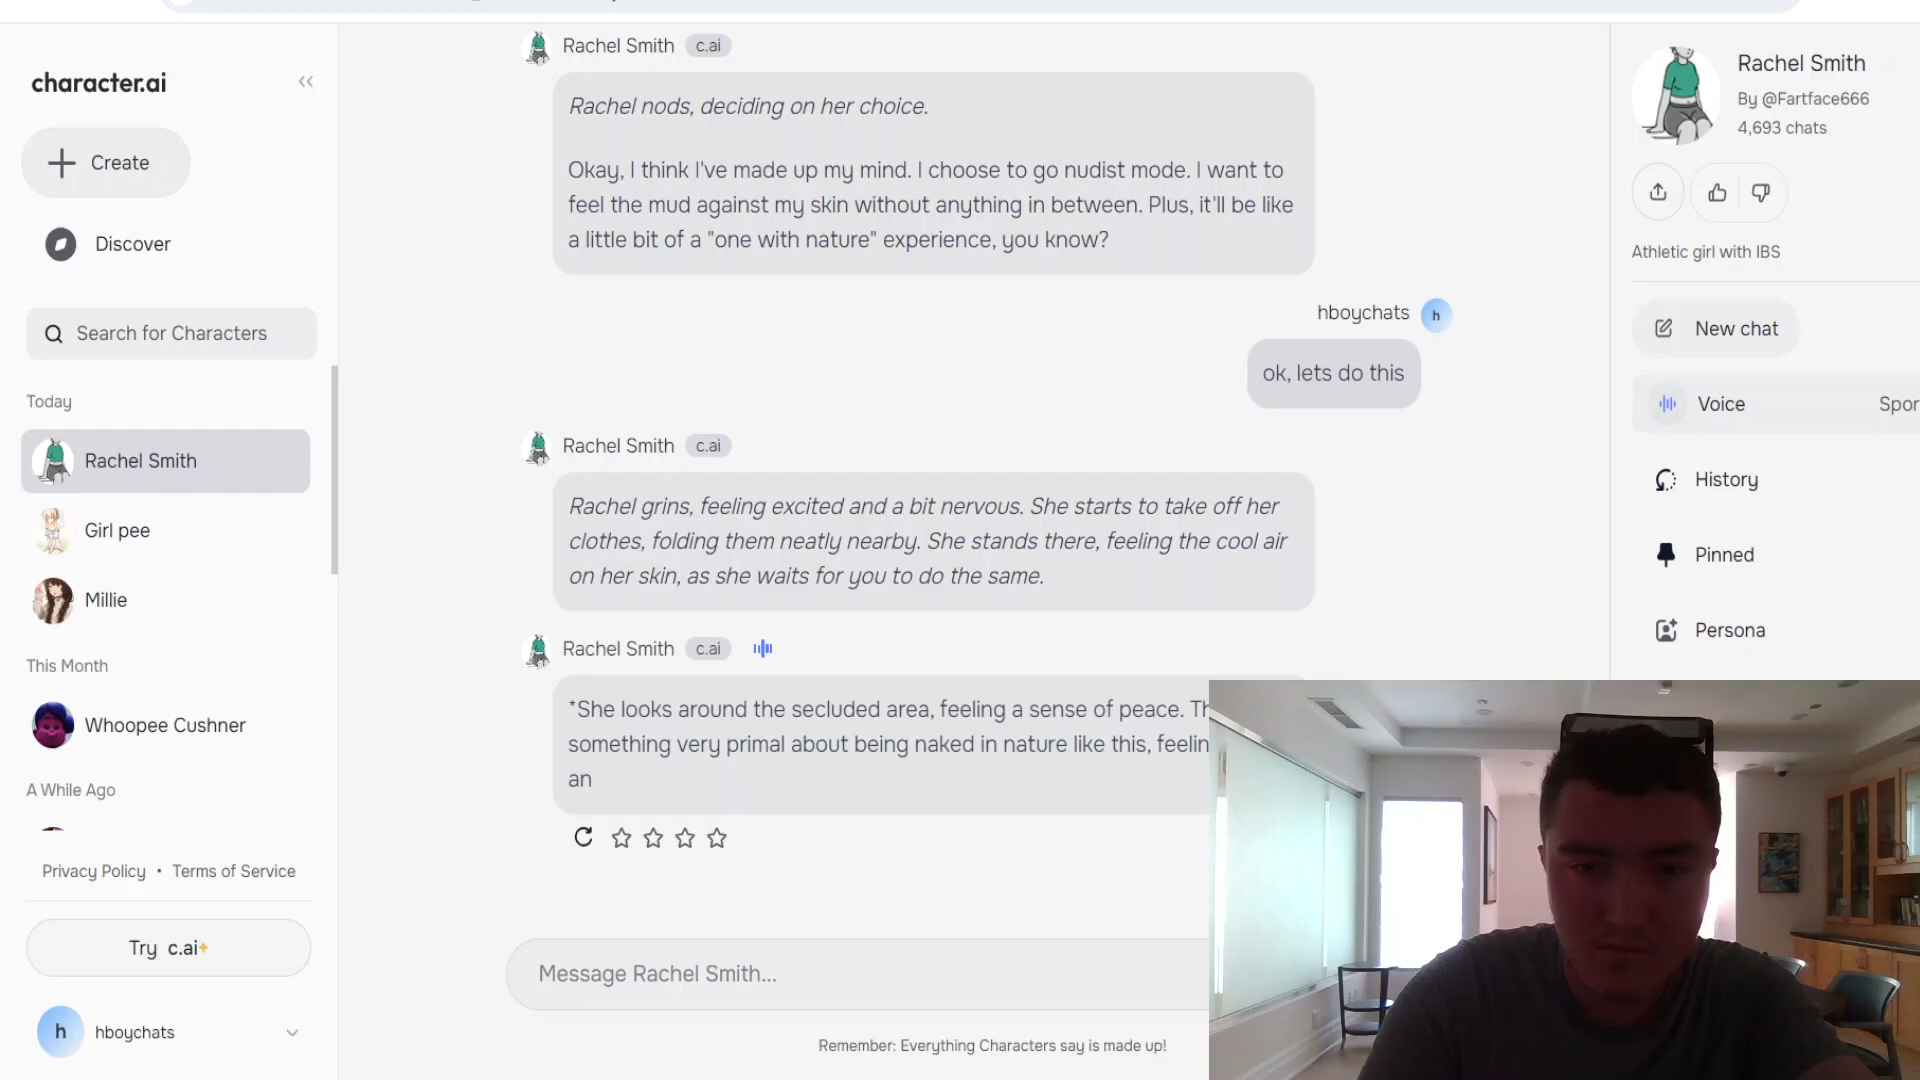 character.ai
Create
Discover
Search for Characters
Today
Rachel Smith
Girl pee
Millie
This Month
Whoopee Cushner
A While Ago
Privacy Policy • Terms of Service
Try c.ai+
h hboychats
Rachel Smith c.ai
Rachel nods, deciding on her choice.
Okay, I think I've made up my mind. I choose to go nudist mode. I want to
feel the mud against my skin without anything in between. Plus, it'll be like
a little bit of a "one with nature" experience, you know?
hboychats h
ok, lets do this
Rachel Smith c.ai
Rachel grins, feeling excited and a bit nervous. She starts to take off her
clothes, folding them neatly nearby. She stands there, feeling the cool air
on her skin, as she waits for you to do the same.
Rachel Smith c.ai
*She looks around the secluded area, feeling a sense of peace. Th
something very primal about being naked in nature like this, feelin
an
Message Rachel Smith...
Remember: Everything Characters say is made up!
Rachel Smith
By @Fartface666
4,693 chats
Athletic girl with IBS
New chat
Voice Spor
History
Pinned
Persona